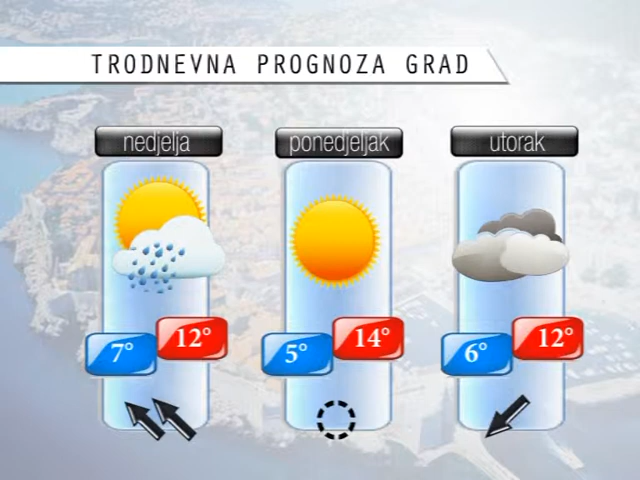 TRODNEVNA PROGNOZA GRAD
nedjelja
ponedjeljak
utorak
7° 12°
5° 14°
6° 12°